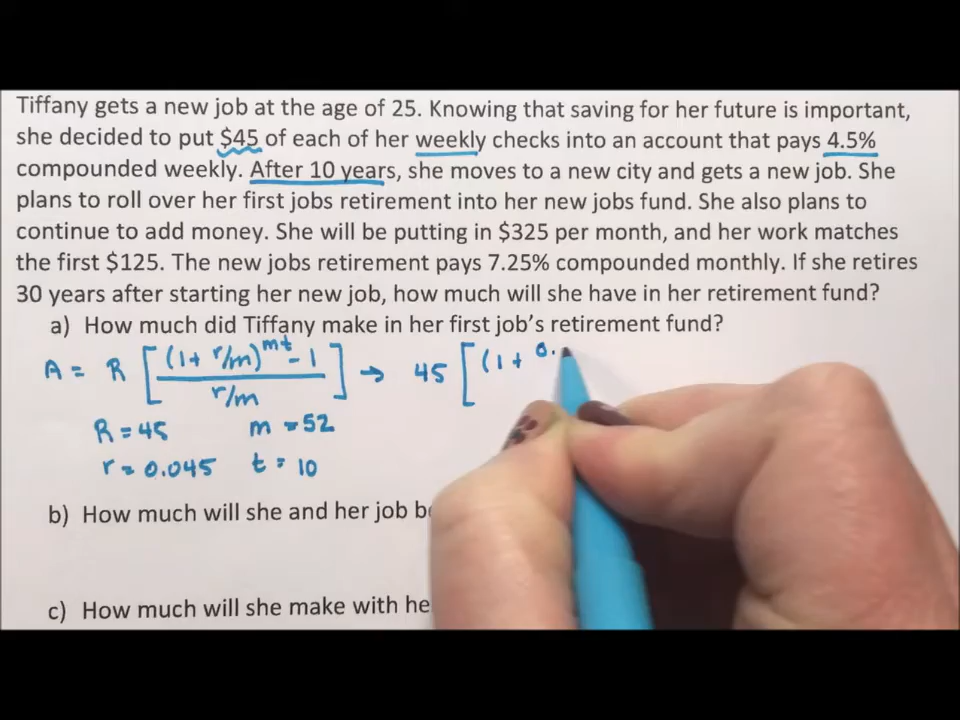 Tiffany gets a new job at the age of 25. Knowing that saving for her future is important,
she decided to put $45 of each of her weekly checks into an account that pays 4.5%
compounded weekly. After 10 years, she moves to a new city and gets a new job. She
plans to roll over her first jobs retirement into her new jobs fund. She also plans to
continue to add money. She will be putting in $325 per month, and her work matches
the first $125. The new jobs retirement pays 7.25% compounded monthly. If she retires
30 years after starting her new job, how much will she have in her retirement fund?
a) How much did Tiffany make in her first job's retirement fund?
A = R [ (1 + r/m)^mt - 1 / r/m ] → 45 [ (1 + 0.
R = 45 m = 52
r = 0.045 t = 10
b) How much will she and her job
c) How much will she make with